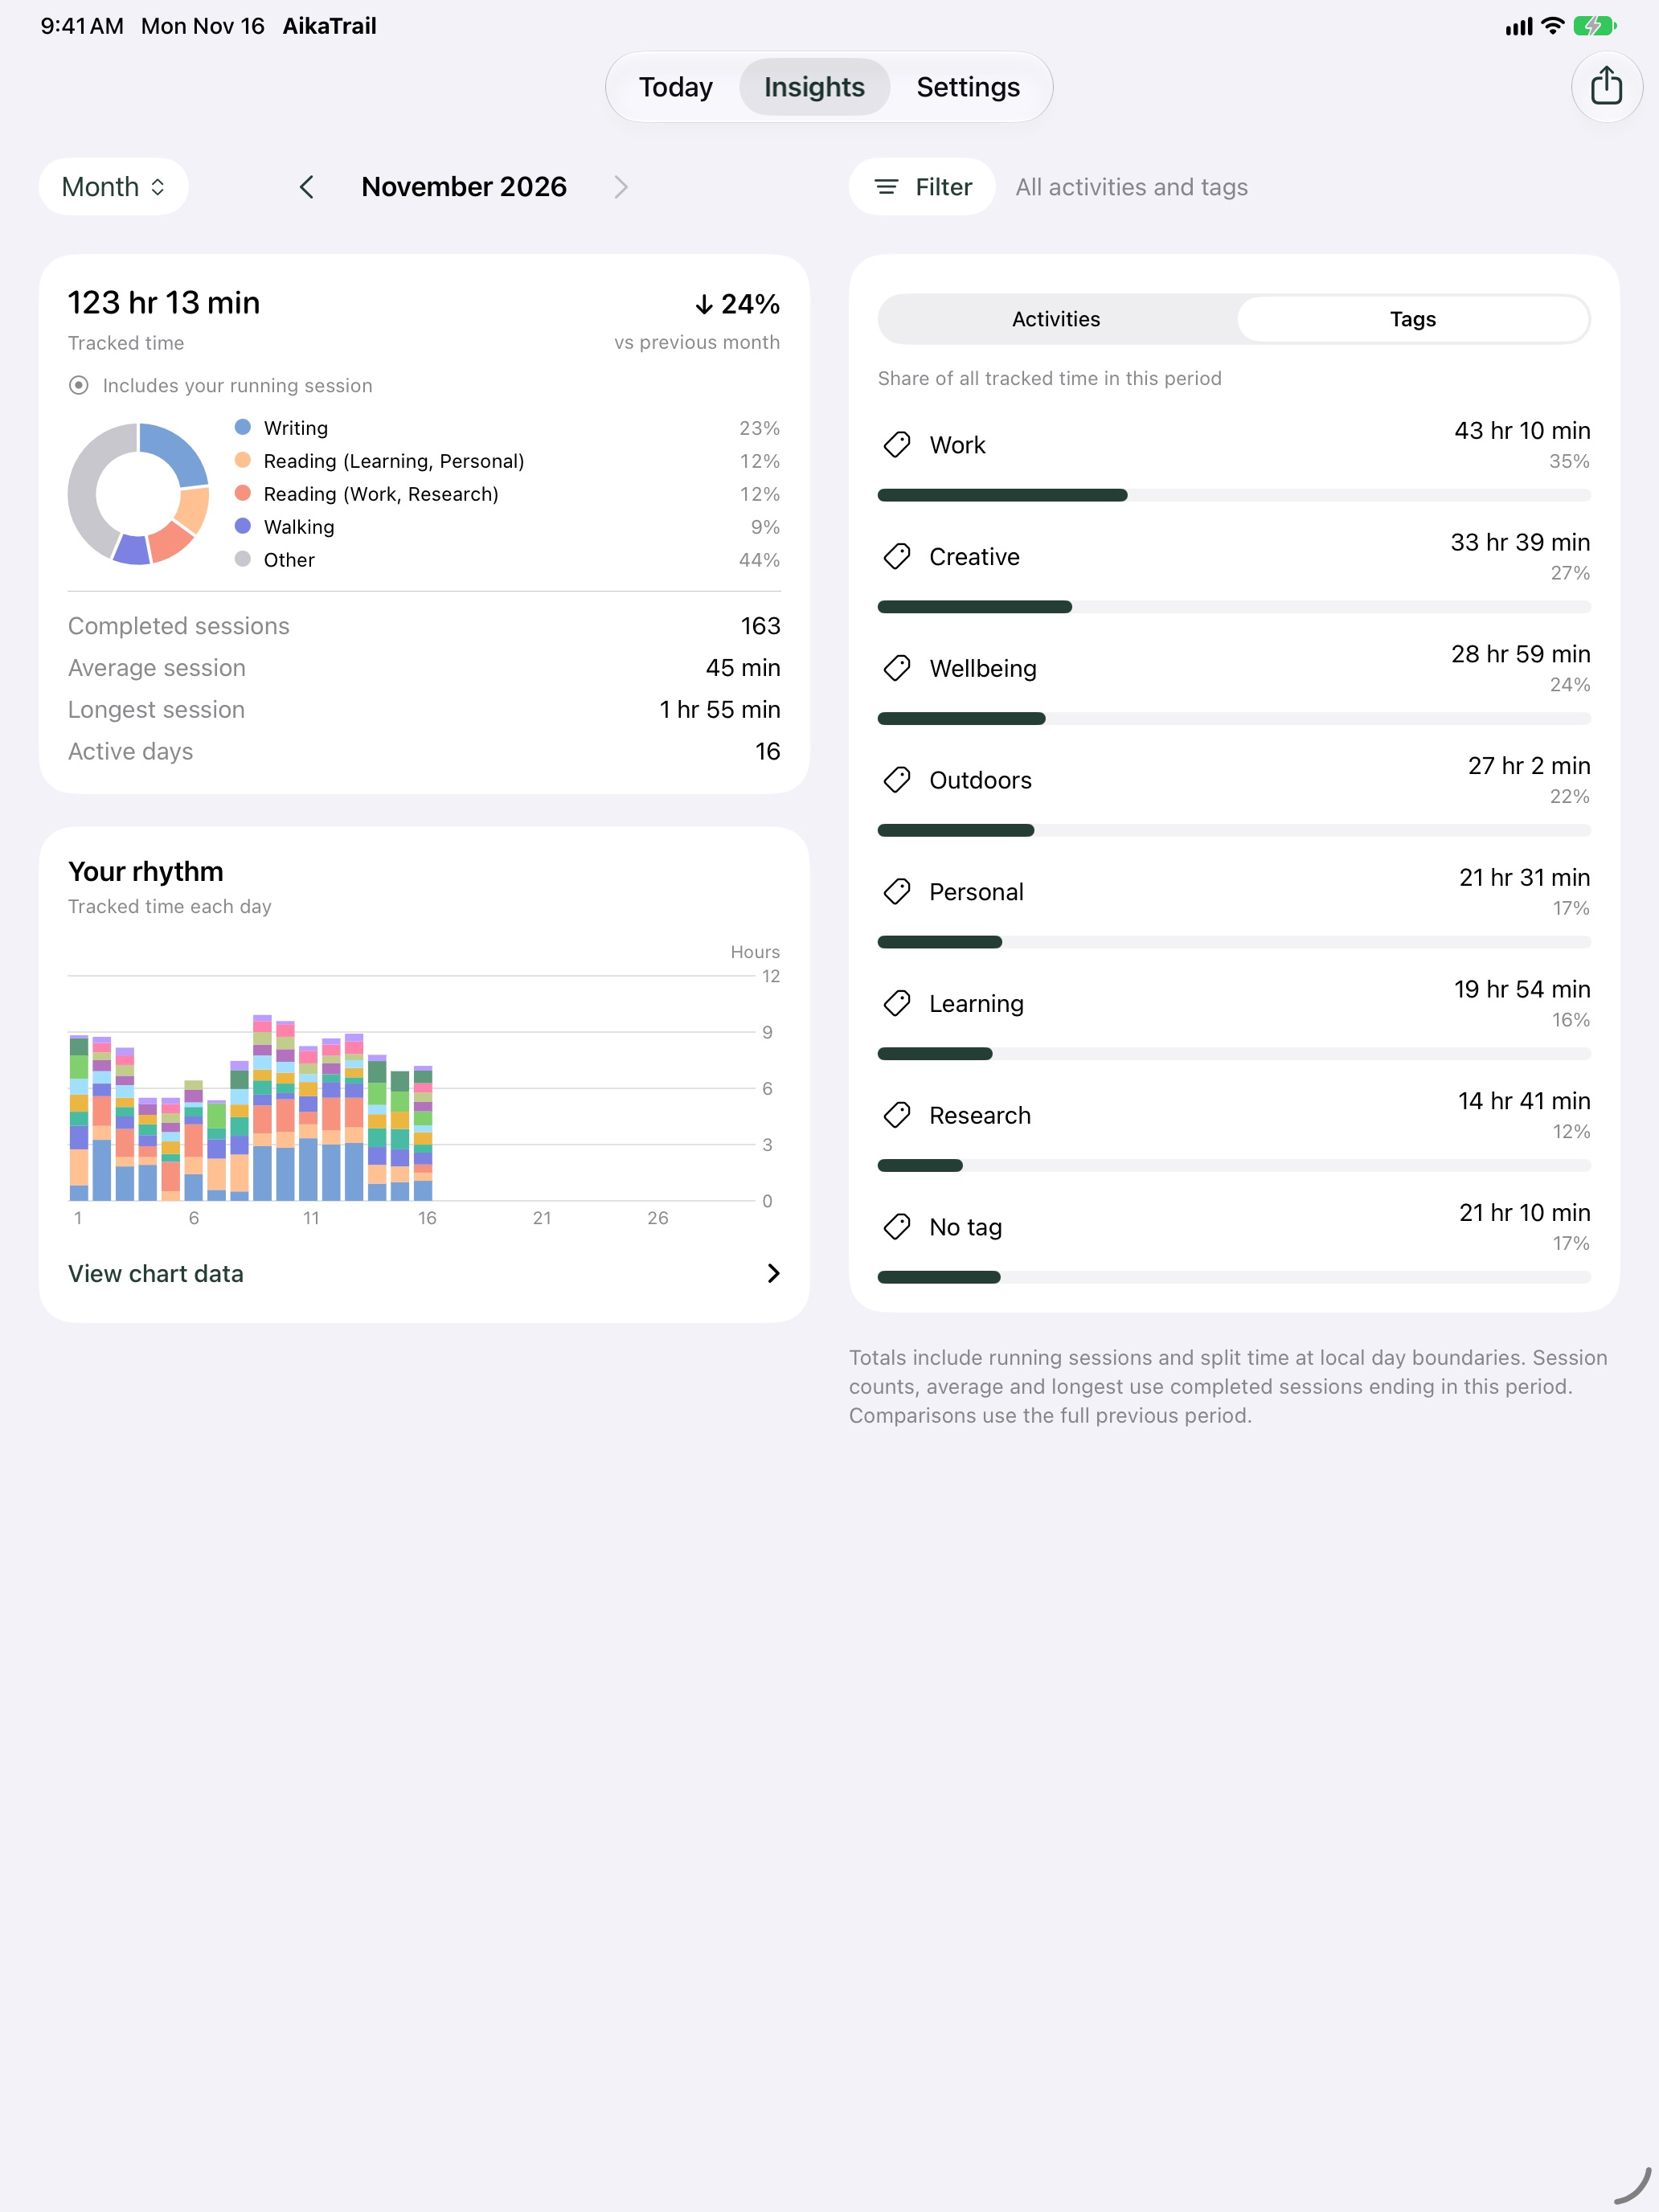 9:41 AM Mon Nov 16 AikaTrail
Today Insights Settings
Month
November 2026
Filter All activities and tags
123 hr 13 min
↓ 24%
Tracked time
vs previous month
Includes your running session
Writing 23%
Reading (Learning, Personal) 12%
Reading (Work, Research) 12%
Walking 9%
Other 44%
Completed sessions 163
Average session 45 min
Longest session 1 hr 55 min
Active days 16
Your rhythm
Tracked time each day
Hours
12
9
6
3
0
1 6 11 16 21 26
View chart data
Activities Tags
Share of all tracked time in this period
Work 43 hr 10 min
35%
Creative 33 hr 39 min
27%
Wellbeing 28 hr 59 min
24%
Outdoors 27 hr 2 min
22%
Personal 21 hr 31 min
17%
Learning 19 hr 54 min
16%
Research 14 hr 41 min
12%
No tag 21 hr 10 min
17%
Totals include running sessions and split time at local day boundaries. Session
counts, average and longest use completed sessions ending in this period.
Comparisons use the full previous period.